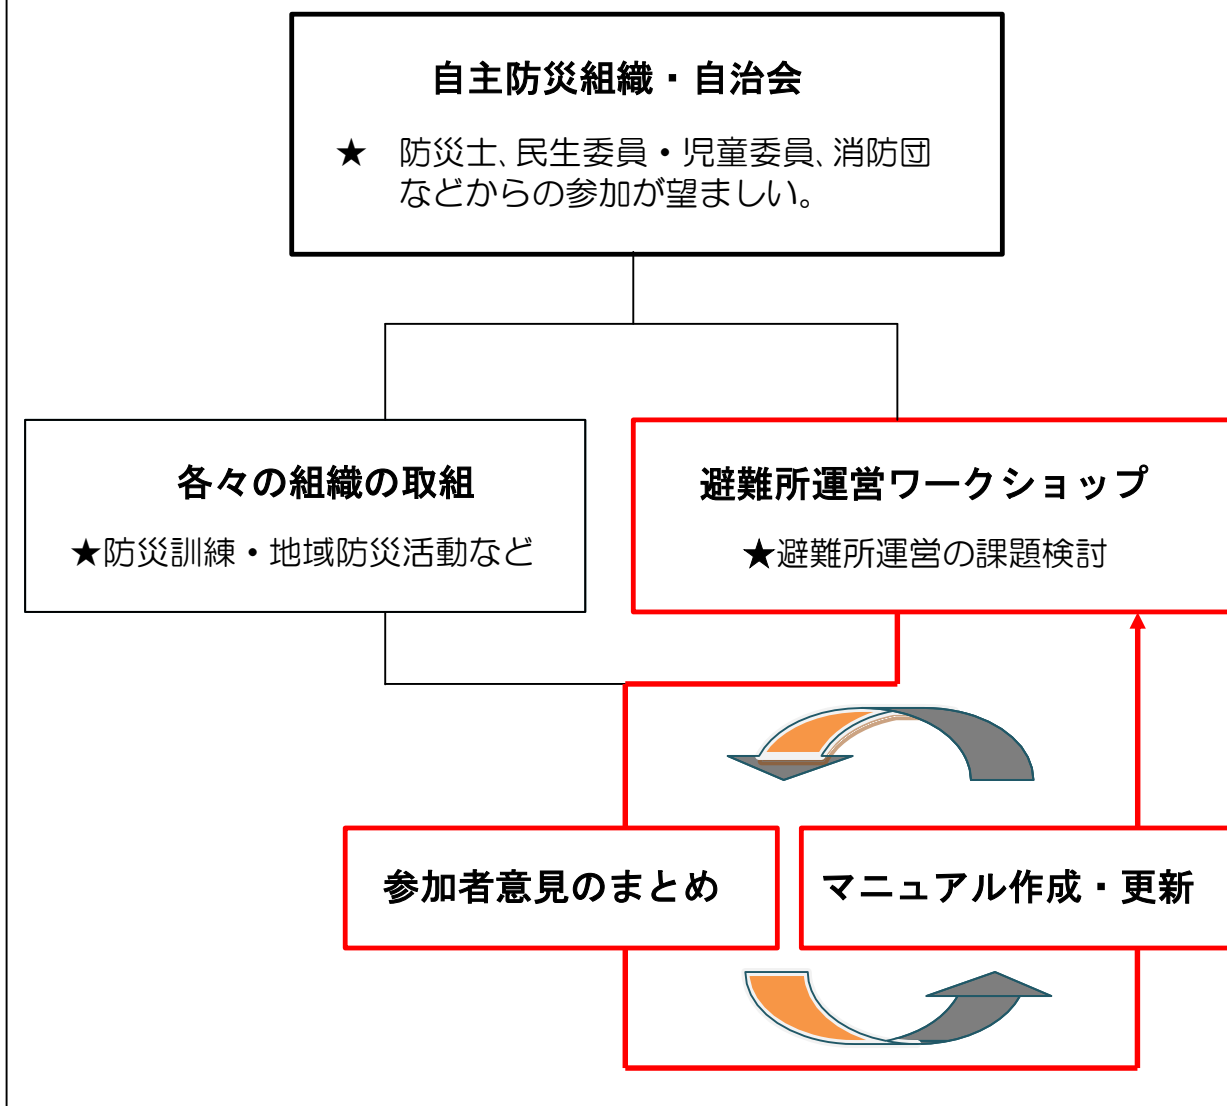 自主防災組織・自治会
★ 防災士、民生委員・児童委員、消防団
などからの参加が望ましい。
各々の組織の取組
★防災訓練・地域防災活動など
避難所運営ワークショップ
★避難所運営の課題検討
参加者意見のまとめ
マニュアル作成・更新